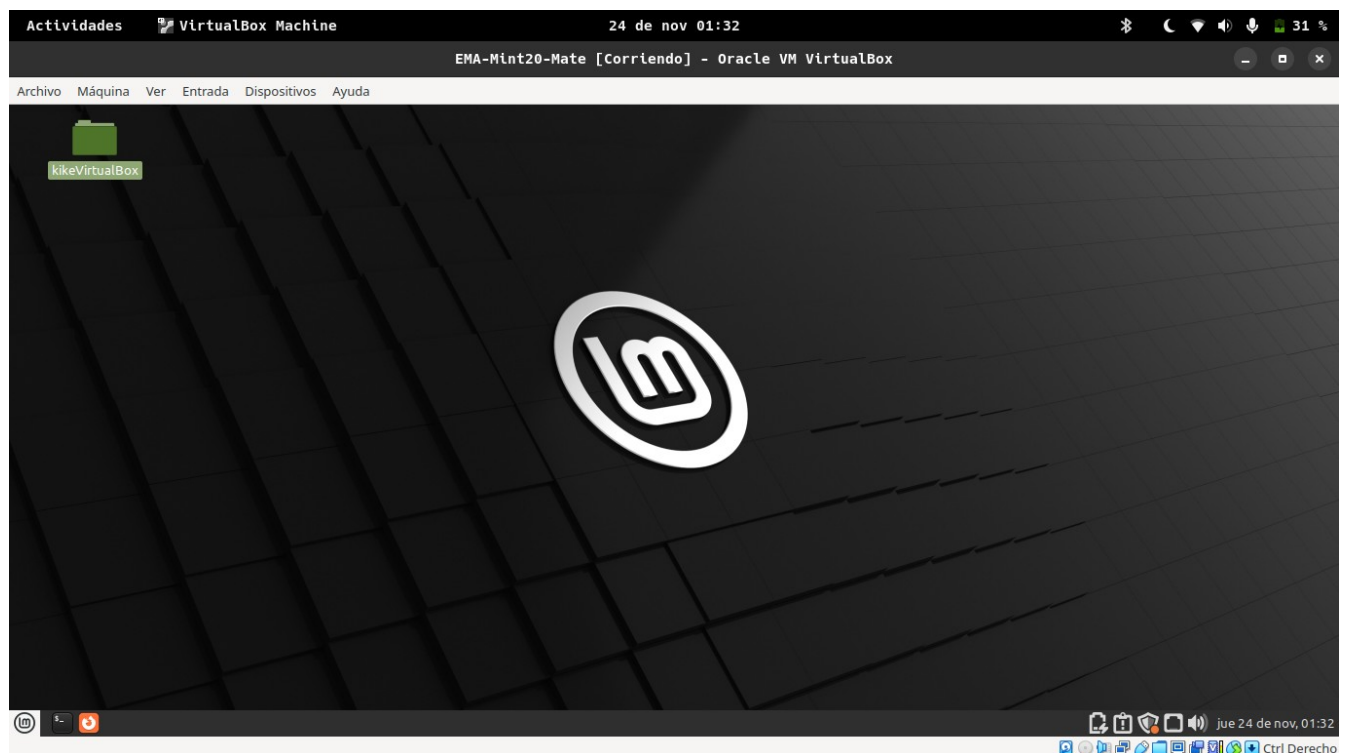 Actividades VirtualBox Machine 24 de nov 01:32 31 %
EMA-Mint20-Mate [Corriendo] - Oracle VM VirtualBox
Archivo Máquina Ver Entrada Dispositivos Ayuda
kikeVirtualBox
lm
jue 24 de nov, 01:32
Ctrl Derecho